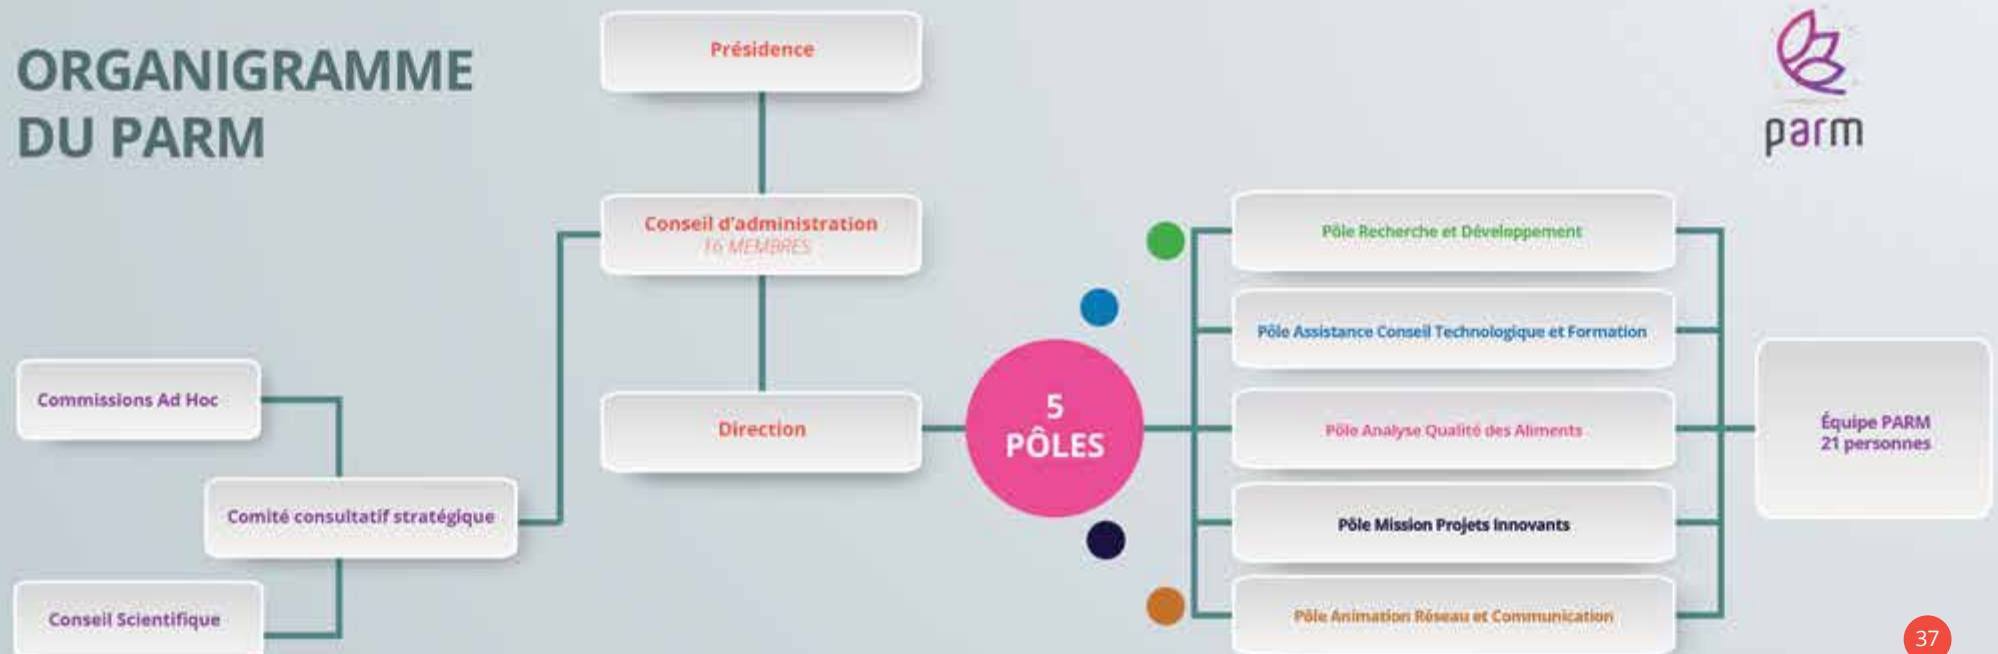 ORGANIGRAMME
DU PARM
Présidence
parm
Conseil d'administration
16 MEMBRES
Commissions Ad Hoc
Comité consultatif stratégique
Conseil Scientifique
Direction
5
PÔLES
Pôle Recherche et Développement
Pôle Assistance Conseil Technologique et Formation
Pôle Analyse Qualité des Aliments
Pôle Mission Projets Innovants
Pôle Animation Réseau et Communication
Équipe PARM
21 personnes
37